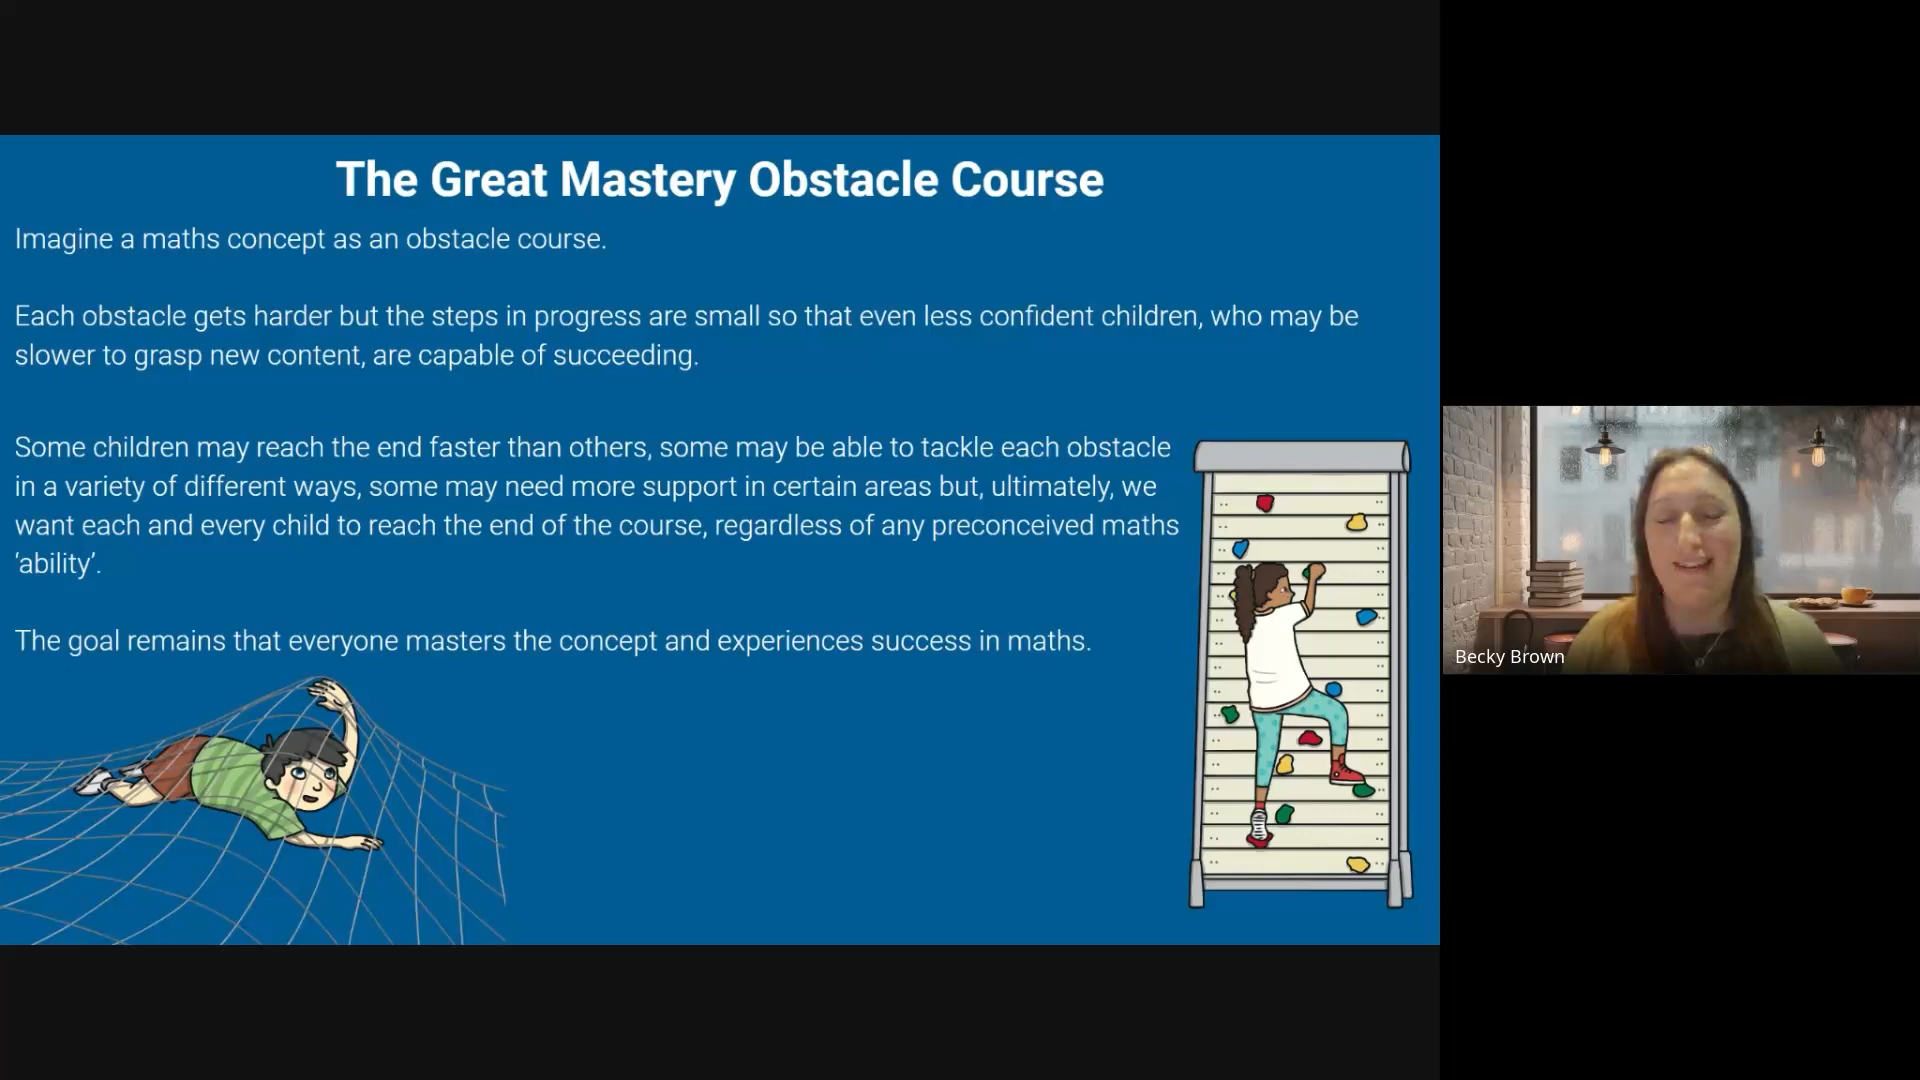 The Great Mastery Obstacle Course
Imagine a maths concept as an obstacle course.
Each obstacle gets harder but the steps in progress are small so that even less confident children, who may be
slower to grasp new content, are capable of succeeding.
Some children may reach the end faster than others, some may be able to tackle each obstacle
in a variety of different ways, some may need more support in certain areas but, ultimately, we
want each and every child to reach the end of the course, regardless of any preconceived maths
‘ability’.
The goal remains that everyone masters the concept and experiences success in maths.
Becky Brown